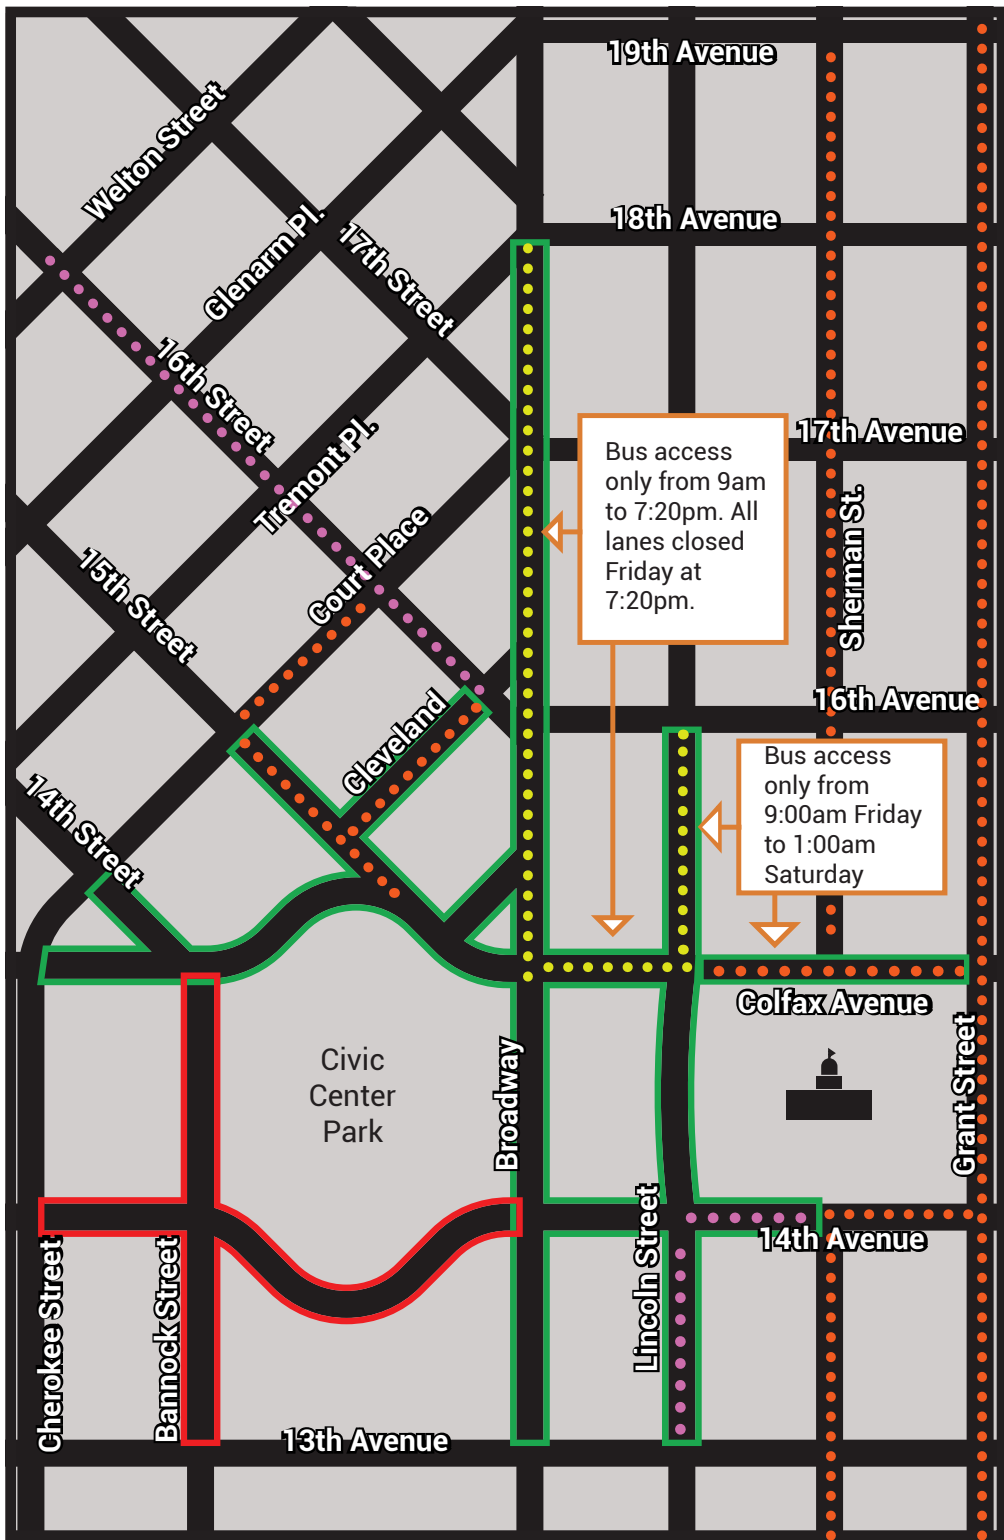 19th Avenue
Welton Street
18th Avenue
Glenarm Pl.
17th Street
16th Street
17th Avenue
Tremont Pl.
Bus access
only from 9am
to 7:20pm. All
lanes closed
Friday at
7:20pm.
Court Place
Sherman St.
15th Street
16th Avenue
Cleveland
Bus access
only from
9:00am Friday
to 1:00am
Saturday
14th Street
Colfax Avenue
Civic
Center
Park
Broadway
Grant Street
14th Avenue
Lincoln Street
Cherokee Street
Bannock Street
13th Avenue